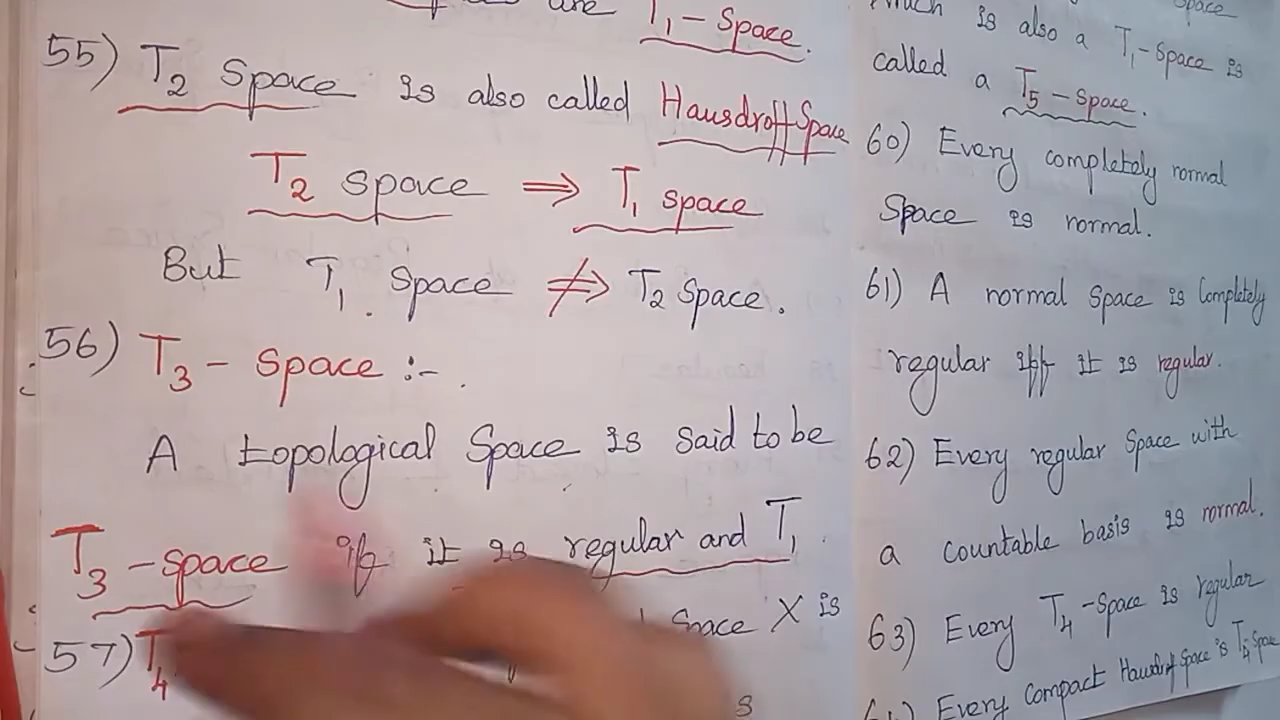 are T1 - Space.
55) T2 Space is also called Hausdroff Space
T2 space ⇒ T1 space
But T1 Space ⇏ T2 Space.
56) T3 - Space :- .
A topological Space is said to be
T3 - space if it is regular and T1.
57) T4 Space X is
s
Space
which is also a T1 - Space is
called a T5 - Space.
60) Every completely normal
Space is normal.
61) A normal Space is Completely
regular iff it is regular.
62) Every regular Space with
a countable basis is normal.
63) Every T4 - Space is regular
Every Compact Hausdroff Space is T4 Space